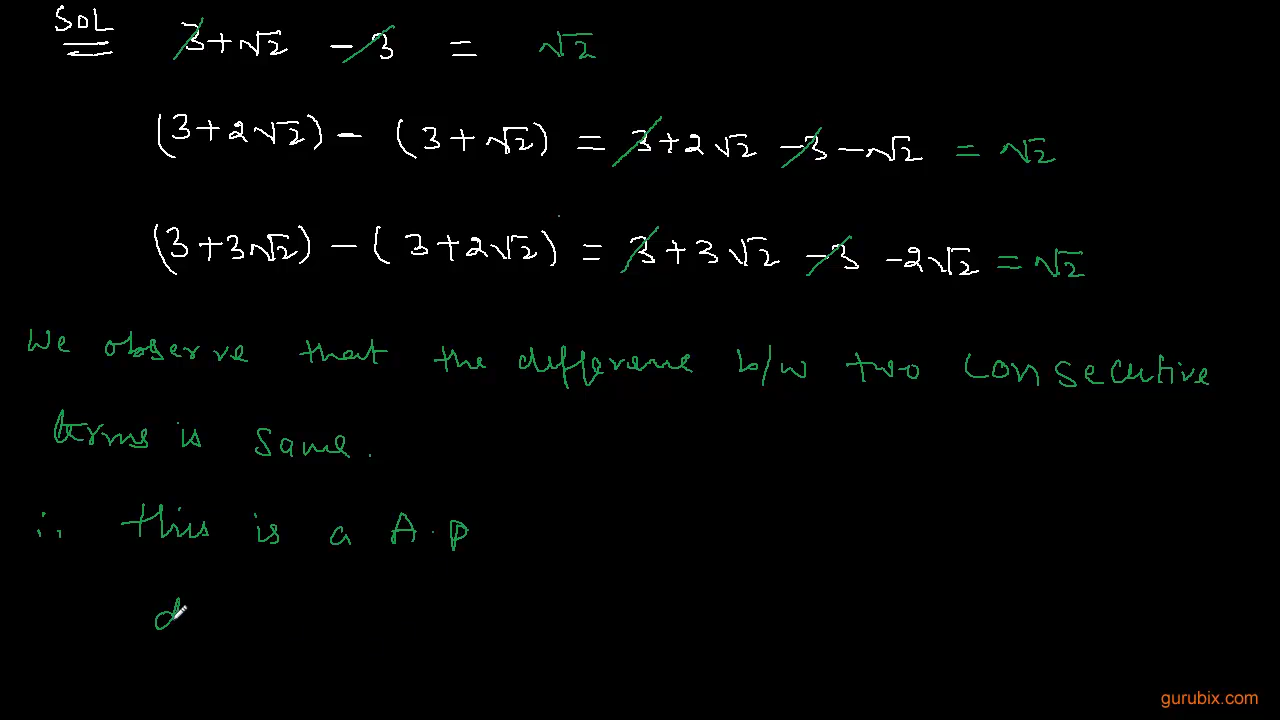 SOL 3+√2 - 3 = √2
(3+2√2) - (3+√2) = 3+2√2 -3 -√2 = √2
(3+3√2) - (3+2√2) = 3+3√2 -3 -2√2 = √2
We observe that the difference b/w two consecutive
terms is same.
∴ this is a A.P
d
gurubix.com